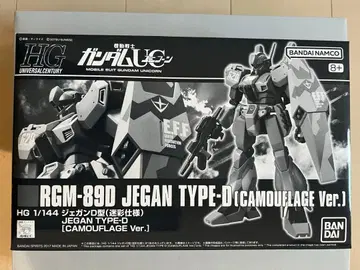 HG
UNIVERSAL CENTURY
機動戦士
ガンダムUC
MOBILE SUIT GUNDAM UNICORN
BANDAI NAMCO
8+
E.F.F.
RGM-89D JEGAN TYPE-D [CAMOUFLAGE Ver.]
HG 1/144 ジェガンD型(迷彩仕様)
JEGAN TYPE-D
[CAMOUFLAGE Ver.]
BAN
DAI